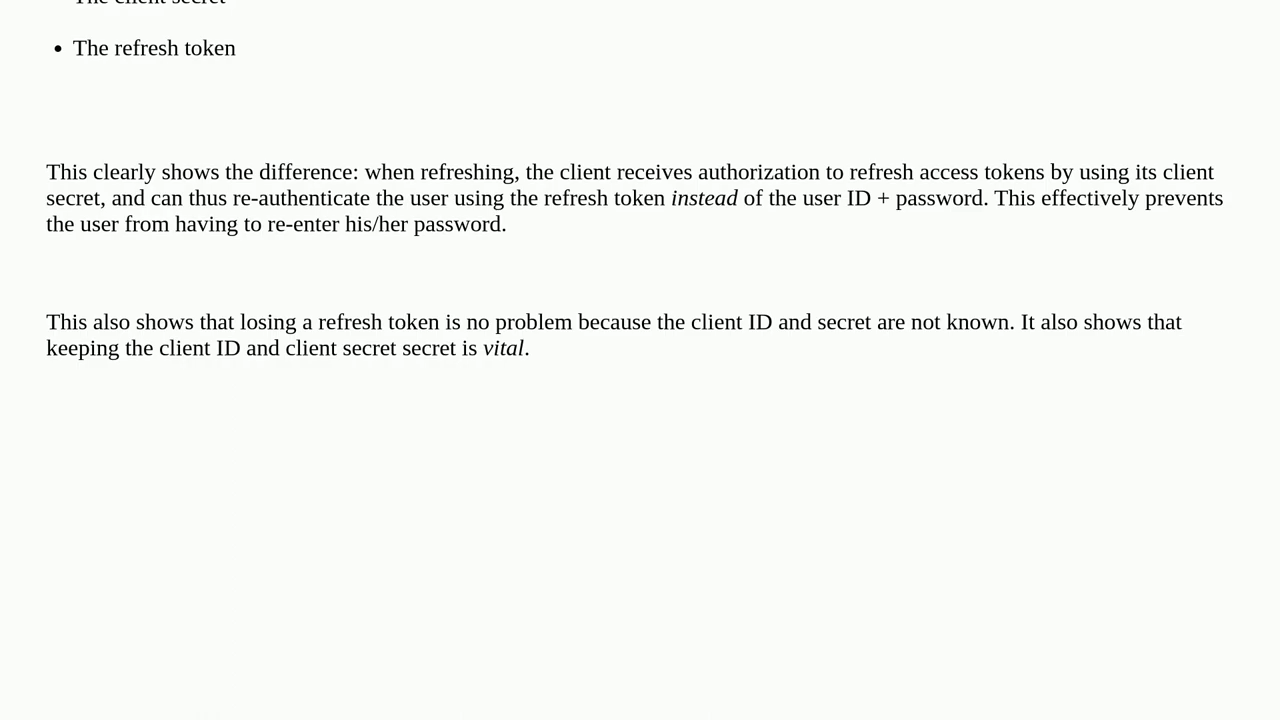 The client secret
• The refresh token
This clearly shows the difference: when refreshing, the client receives authorization to refresh access tokens by using its client
secret, and can thus re-authenticate the user using the refresh token instead of the user ID + password. This effectively prevents
the user from having to re-enter his/her password.
This also shows that losing a refresh token is no problem because the client ID and secret are not known. It also shows that
keeping the client ID and client secret secret is vital.